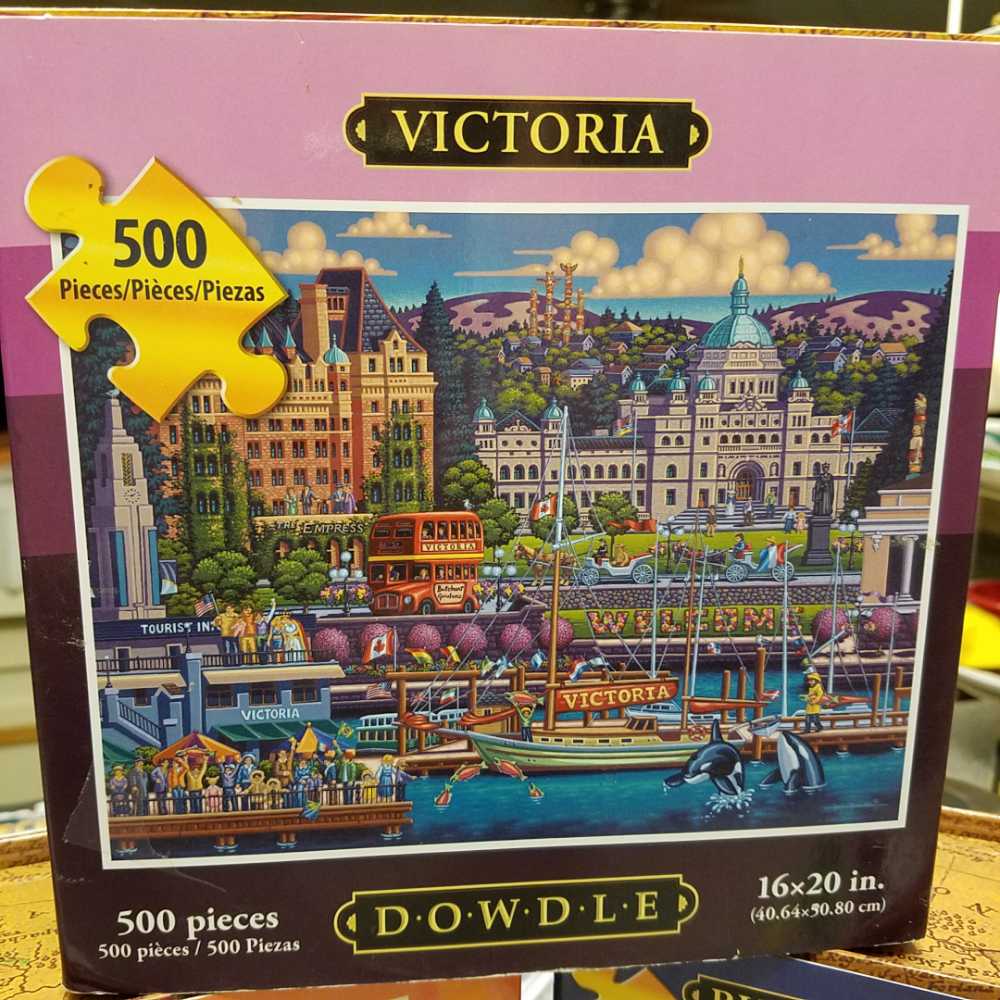 VICTORIA
500
Pieces/Pièces/Piezas
THE EMPRESS
VICTORIA
Butchart
Gardens
WELCOME
TOURIST IN
VICTORIA
VICTORIA
500 pieces
500 pièces / 500 Piezas
D·O·W·D·L·E
16×20 in.
(40.64×50.80 cm)